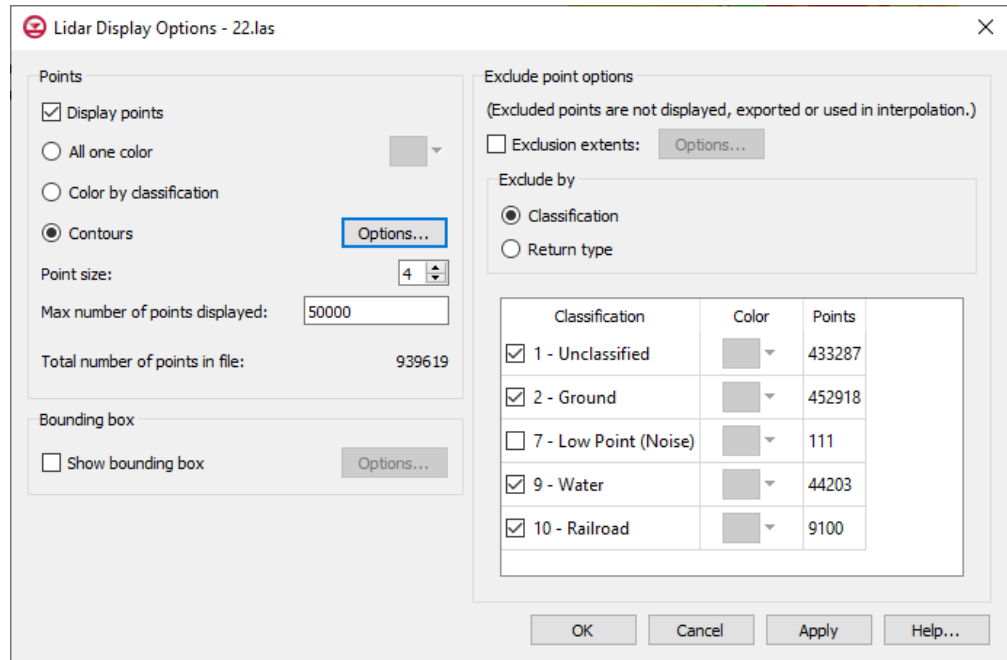 Lidar Display Options - 22.las
Points
Display points
All one color
Color by classification
Contours Options...
Point size: 4
Max number of points displayed: 50000
Total number of points in file: 939619
Bounding box
Show bounding box Options...
Exclude point options
(Excluded points are not displayed, exported or used in interpolation.)
Exclusion extents: Options...
Exclude by
Classification
Return type
Classification Color Points
1 - Unclassified 433287
2 - Ground 452918
7 - Low Point (Noise) 111
9 - Water 44203
10 - Railroad 9100
OK Cancel Apply Help...